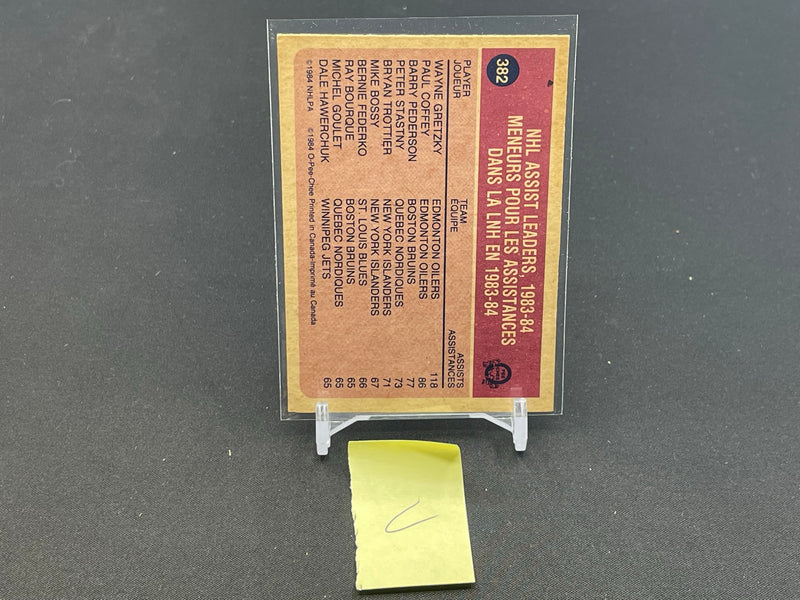 382
NHL ASSIST LEADERS, 1983-84
MENEURS POUR LES ASSISTANCES
DANS LA LNH EN 1983-84
PLAYER TEAM ASSISTS
JOUEUR ÉQUIPE ASSISTANCES
WAYNE GRETZKY EDMONTON OILERS 118
PAUL COFFEY EDMONTON OILERS 86
BARRY PEDERSON BOSTON BRUINS 77
PETER STASTNY QUEBEC NORDIQUES 73
BRYAN TROTTIER NEW YORK ISLANDERS 71
MIKE BOSSY NEW YORK ISLANDERS 67
BERNIE FEDERKO ST. LOUIS BLUES 66
RAY BOURQUE BOSTON BRUINS 65
MICHEL GOULET QUEBEC NORDIQUES 65
DALE HAWERCHUK WINNIPEG JETS 65
©1984 NHLPA ©1984 O-Pee-Chee Printed in Canada-Imprimé au Canada